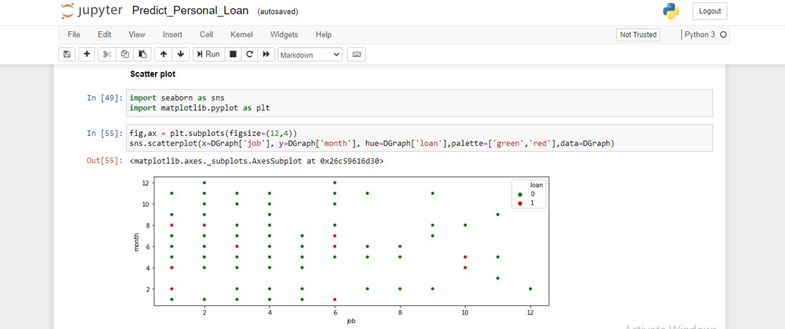 jupyter Predict_Personal_Loan (autosaved)
Logout
File Edit View Insert Cell Kernel Widgets Help
Not Trusted
Python 3
Run
Markdown
Scatter plot
In [49]: import seaborn as sns
import matplotlib.pyplot as plt
In [55]: fig,ax = plt.subplots(figsize=(12,4))
sns.scatterplot(x=DGraph['job'], y=DGraph['month'], hue=DGraph['loan'],palette=['green','red'],data=DGraph)
Out[55]: <matplotlib.axes._subplots.AxesSubplot at 0x26c59616d30>
12
10
8
6
4
2
month
loan
0
1
2 4 6 8 10 12
job
Activate Windows